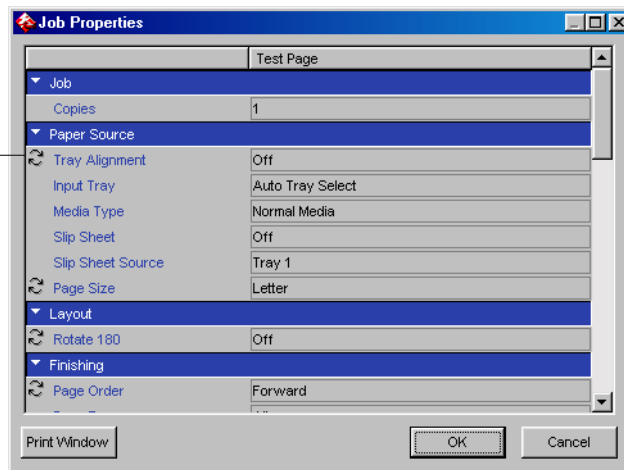 Job Properties
Test Page
Job
Copies 1
Paper Source
Tray Alignment Off
Input Tray Auto Tray Select
Media Type Normal Media
Slip Sheet Off
Slip Sheet Source Tray 1
Page Size Letter
Layout
Rotate 180 Off
Finishing
Page Order Forward
Print Window OK Cancel